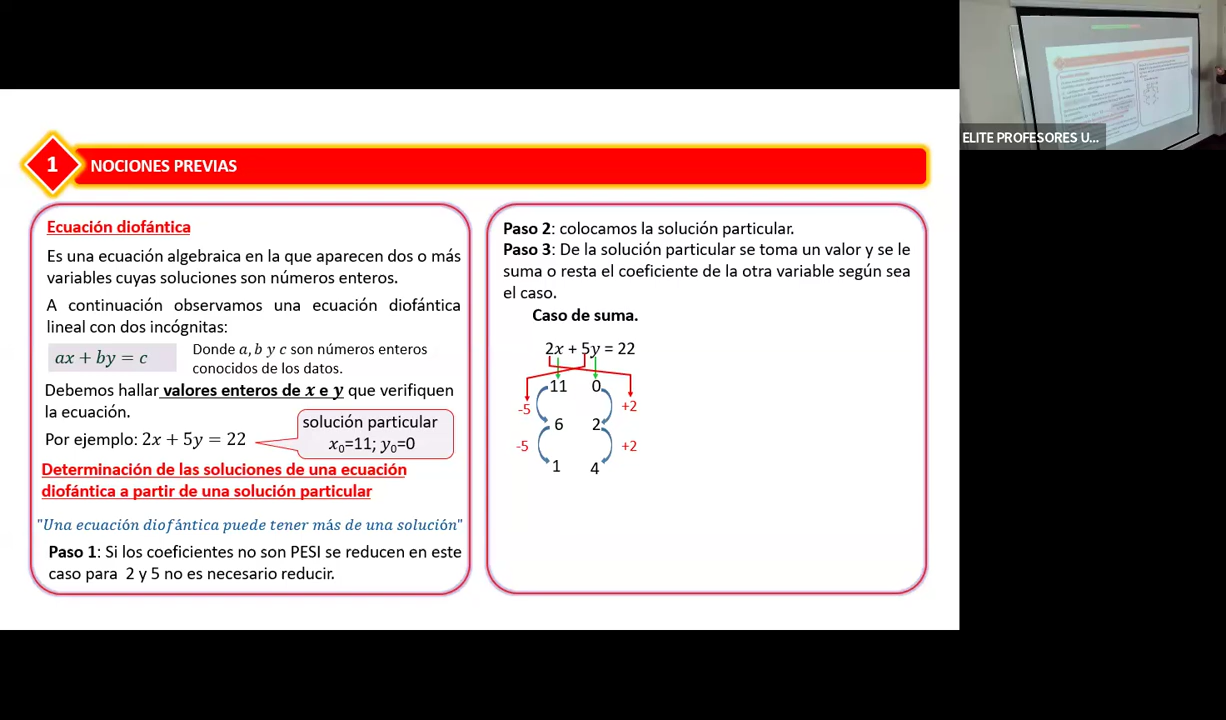 ELITE PROFESORES U...
1
NOCIONES PREVIAS
Ecuación diofántica
Es una ecuación algebraica en la que aparecen dos o más
variables cuyas soluciones son números enteros.
A continuación observamos una ecuación diofántica
lineal con dos incógnitas:
ax + by = c
Donde a, b y c son números enteros
conocidos de los datos.
Debemos hallar valores enteros de x e y que verifiquen
la ecuación.
Por ejemplo: 2x + 5y = 22
solución particular
x₀=11; y₀=0
Determinación de las soluciones de una ecuación
diofántica a partir de una solución particular
"Una ecuación diofántica puede tener más de una solución"
Paso 1: Si los coeficientes no son PESI se reducen en este
caso para 2 y 5 no es necesario reducir.
Paso 2: colocamos la solución particular.
Paso 3: De la solución particular se toma un valor y se le
suma o resta el coeficiente de la otra variable según sea
el caso.
Caso de suma.
2x + 5y = 22
11 0
-5 +2
6 2
-5 +2
1 4